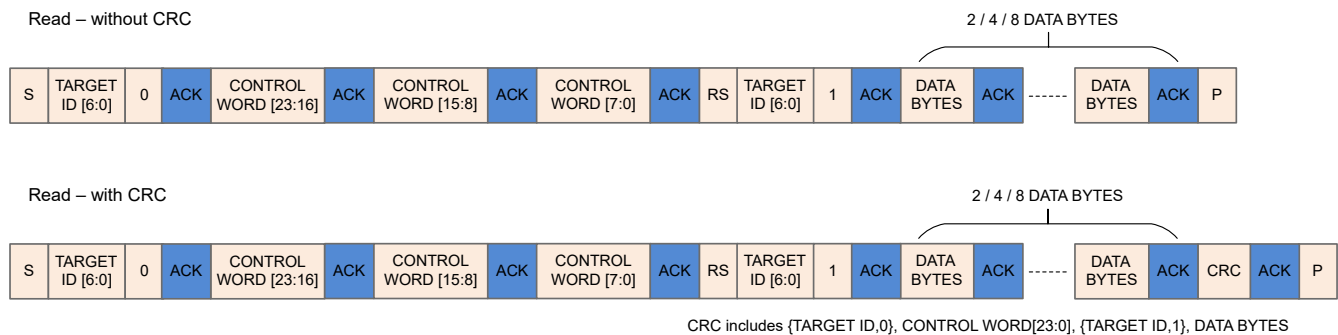 Read – without CRC
2 / 4 / 8 DATA BYTES
S TARGET ID [6:0] 0 ACK CONTROL WORD [23:16] ACK CONTROL WORD [15:8] ACK CONTROL WORD [7:0] ACK RS TARGET ID [6:0] 1 ACK DATA BYTES ACK ------ DATA BYTES ACK P
Read – with CRC
2 / 4 / 8 DATA BYTES
S TARGET ID [6:0] 0 ACK CONTROL WORD [23:16] ACK CONTROL WORD [15:8] ACK CONTROL WORD [7:0] ACK RS TARGET ID [6:0] 1 ACK DATA BYTES ACK ------ DATA BYTES ACK CRC ACK P
CRC includes {TARGET ID,0}, CONTROL WORD[23:0], {TARGET ID,1}, DATA BYTES